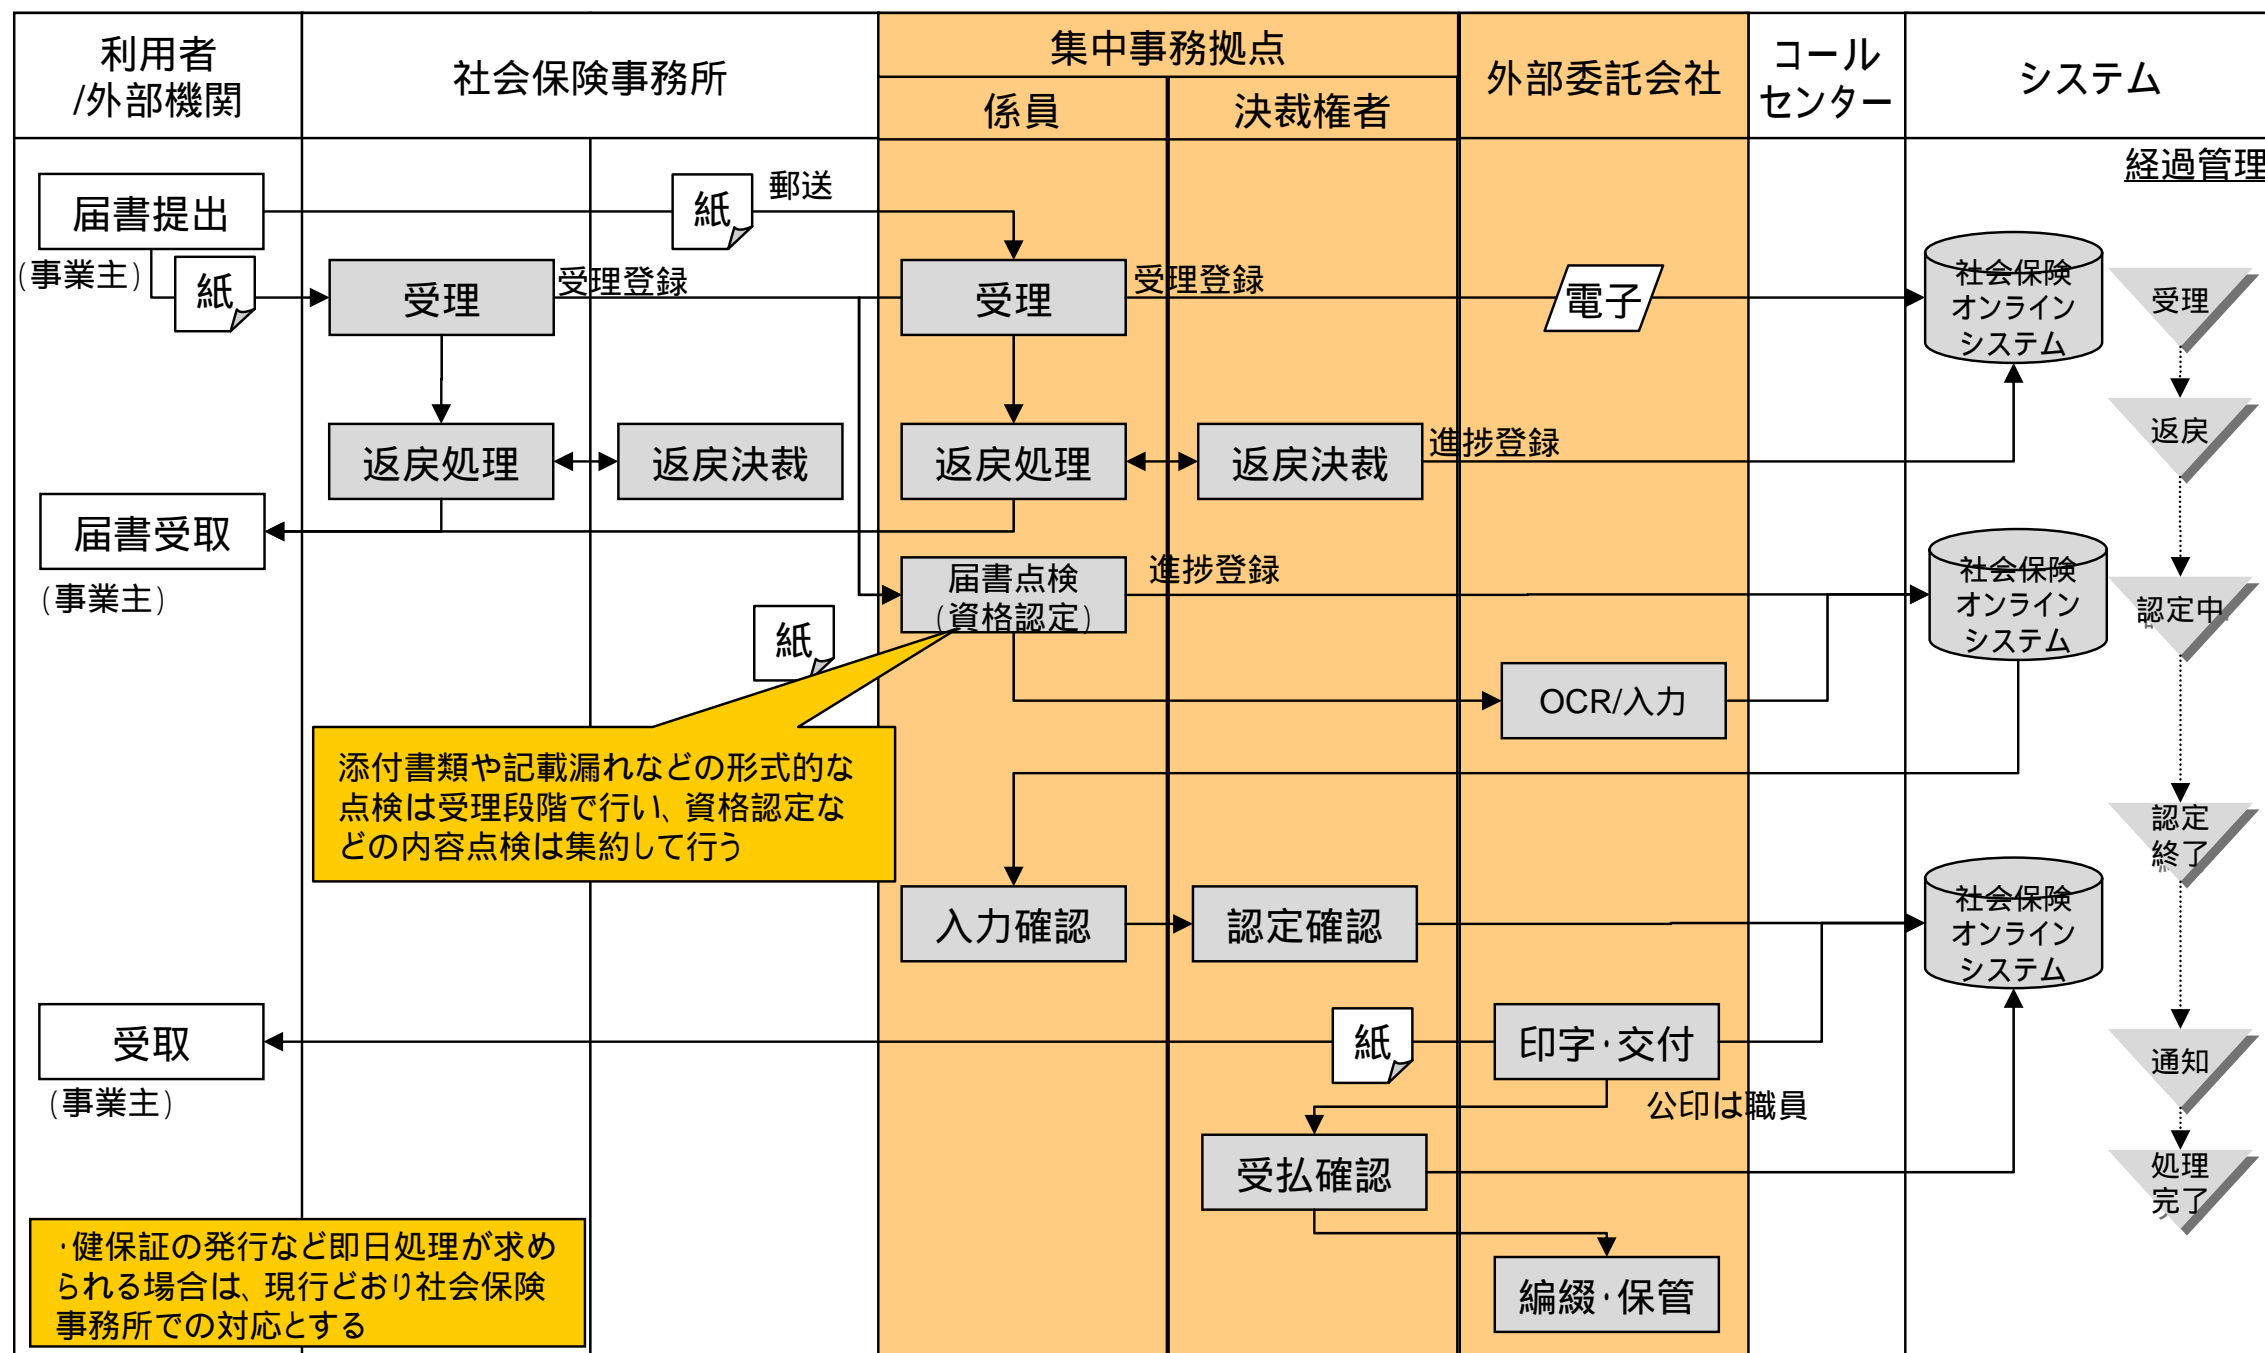 利用者
/外部機関
社会保険事務所
集中事務拠点
係員
決裁権者
外部委託会社
コール
センター
システム
経過管理
届書提出
(事業主)
紙
紙
郵送
受理
受理登録
受理
受理登録
電子
社会保険
オンライン
システム
受理
返戻処理
返戻決裁
返戻処理
返戻決裁
進捗登録
返戻
届書受取
(事業主)
届書点検
(資格認定)
進捗登録
社会保険
オンライン
システム
認定中
紙
OCR/入力
添付書類や記載漏れなどの形式的な
点検は受理段階で行い、資格認定な
どの内容点検は集約して行う
認定
終了
入力確認
認定確認
社会保険
オンライン
システム
受取
(事業主)
紙
印字・交付
公印は職員
通知
受払確認
処理
完了
・健保証の発行など即日処理が求め
られる場合は、現行どおり社会保険
事務所での対応とする
編綴・保管